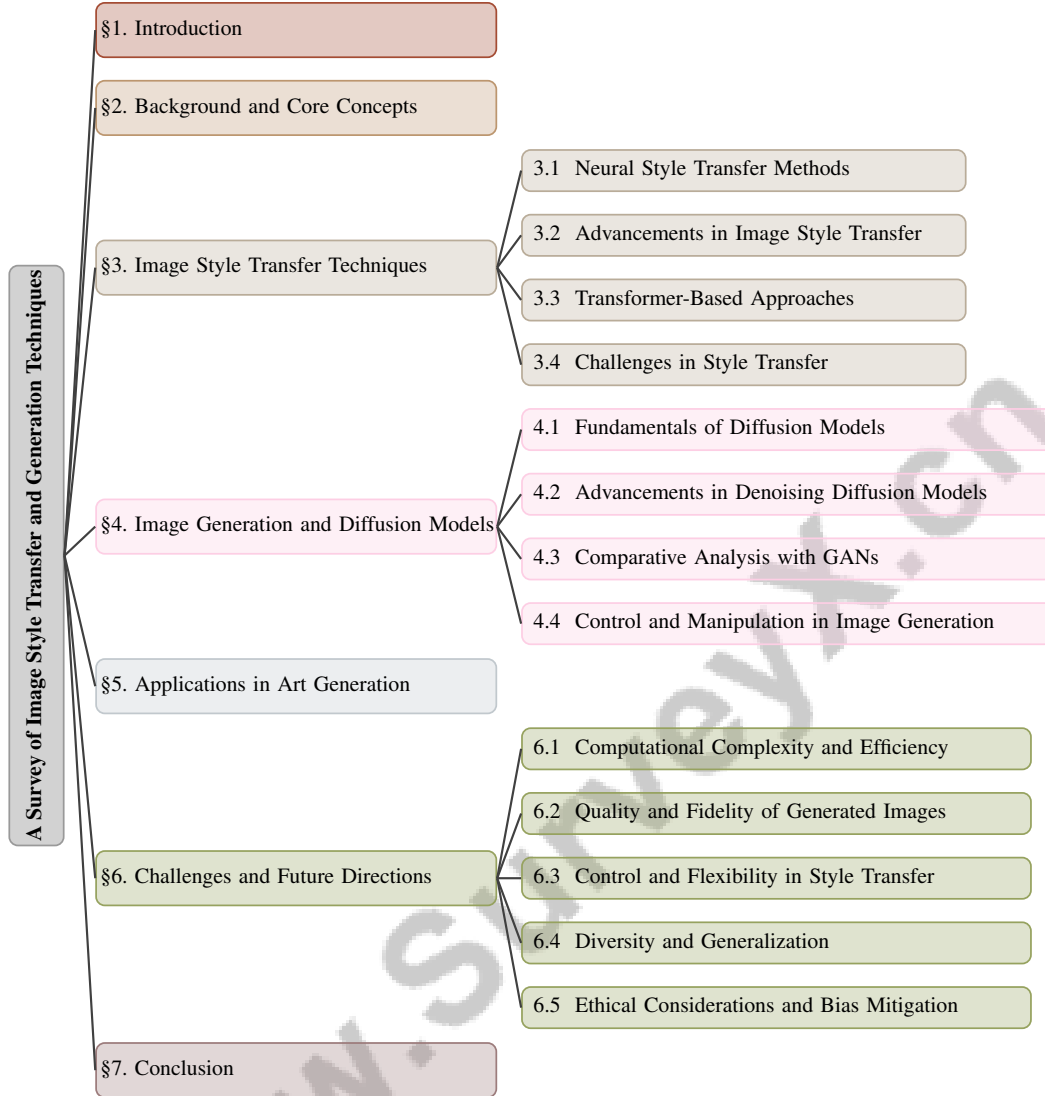 A Survey of Image Style Transfer and Generation Techniques
§1. Introduction
§2. Background and Core Concepts
§3. Image Style Transfer Techniques
3.1 Neural Style Transfer Methods
3.2 Advancements in Image Style Transfer
3.3 Transformer-Based Approaches
3.4 Challenges in Style Transfer
§4. Image Generation and Diffusion Models
4.1 Fundamentals of Diffusion Models
4.2 Advancements in Denoising Diffusion Models
4.3 Comparative Analysis with GANs
4.4 Control and Manipulation in Image Generation
§5. Applications in Art Generation
§6. Challenges and Future Directions
6.1 Computational Complexity and Efficiency
6.2 Quality and Fidelity of Generated Images
6.3 Control and Flexibility in Style Transfer
6.4 Diversity and Generalization
6.5 Ethical Considerations and Bias Mitigation
§7. Conclusion
w.SurveyX.cn